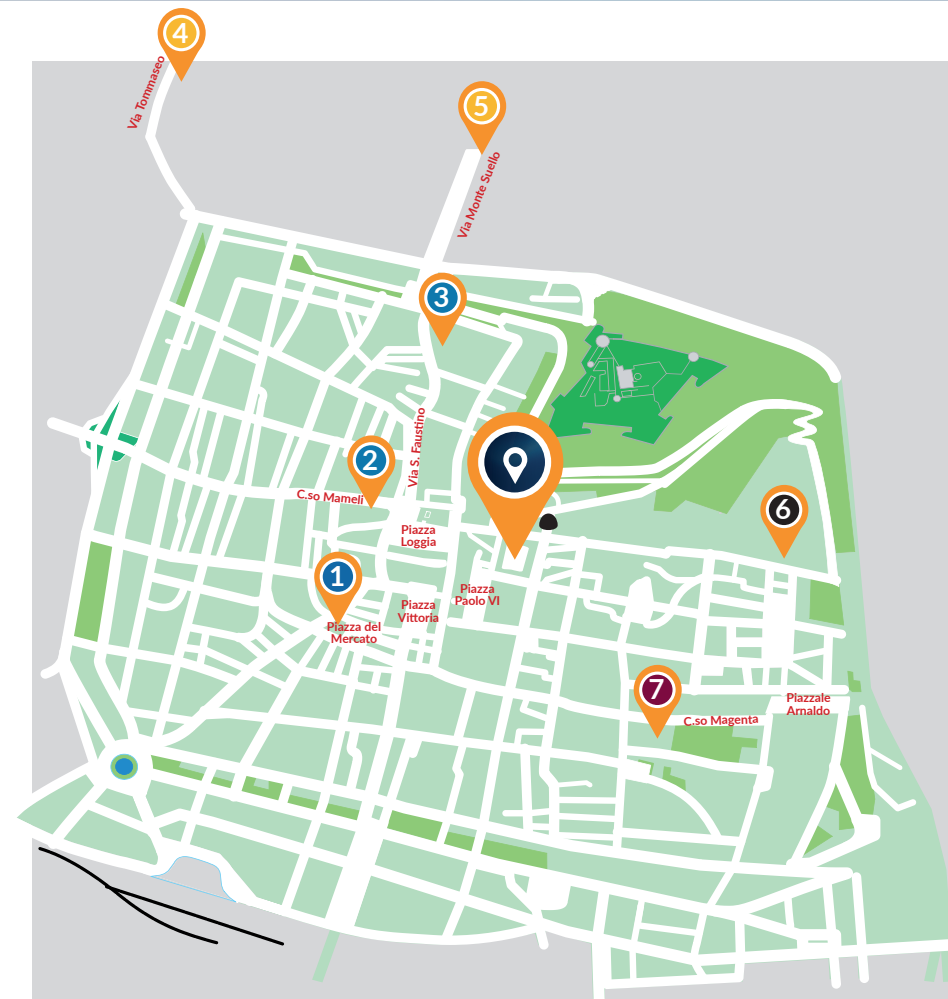 4
Via Tommaseo
5
Via Monte Suello
3
Via S. Faustino
2
C.so Mameli
Piazza
Loggia
6
1
Piazza
Paolo VI
Piazza
Vittoria
Piazza del
Mercato
7
Piazzale
Arnaldo
C.so Magenta